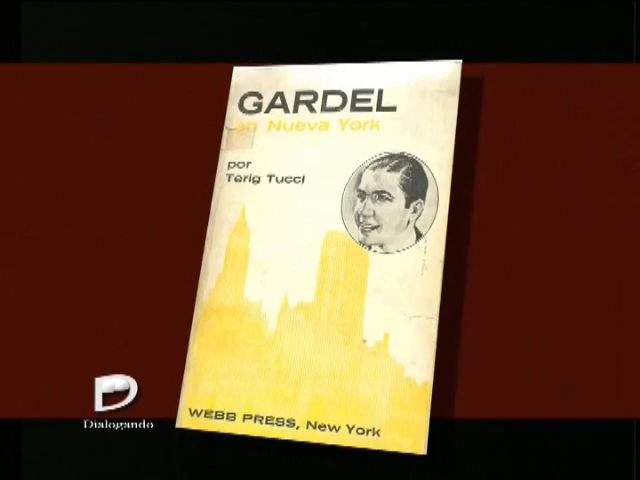 GARDEL
en Nueva York
por
Terig Tucci
WEBB PRESS, New York
Dialogando